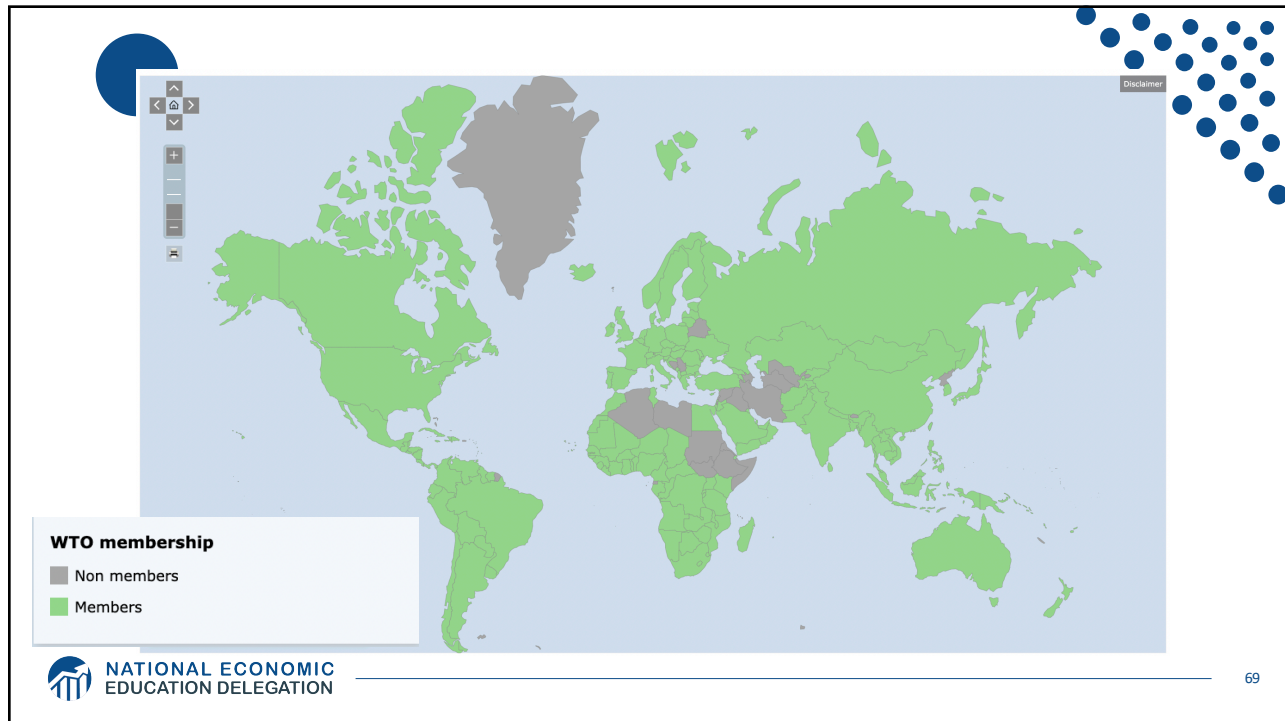 Disclaimer
WTO membership
Non members
Members
NATIONAL ECONOMIC
EDUCATION DELEGATION
69